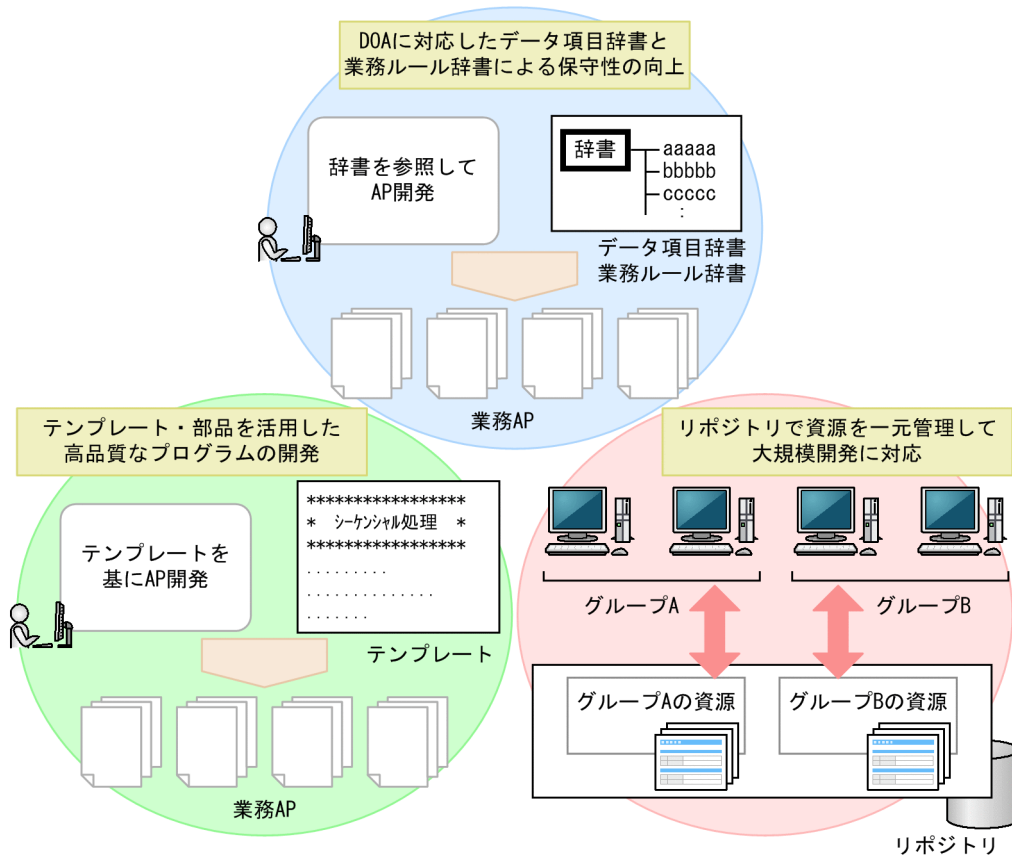 DOAに対応したデータ項目辞書と
業務ルール辞書による保守性の向上
辞書を参照して
AP開発
辞書
aaaaa
bbbbb
ccccc
:
データ項目辞書
業務ルール辞書
業務AP
テンプレート・部品を活用した
高品質なプログラムの開発
テンプレートを
基にAP開発
*****************
* シーケンシャル処理 *
*****************
.........
..............
.......
テンプレート
業務AP
リポジトリで資源を一元管理して
大規模開発に対応
グループA
グループB
グループAの資源
グループBの資源
リポジトリ